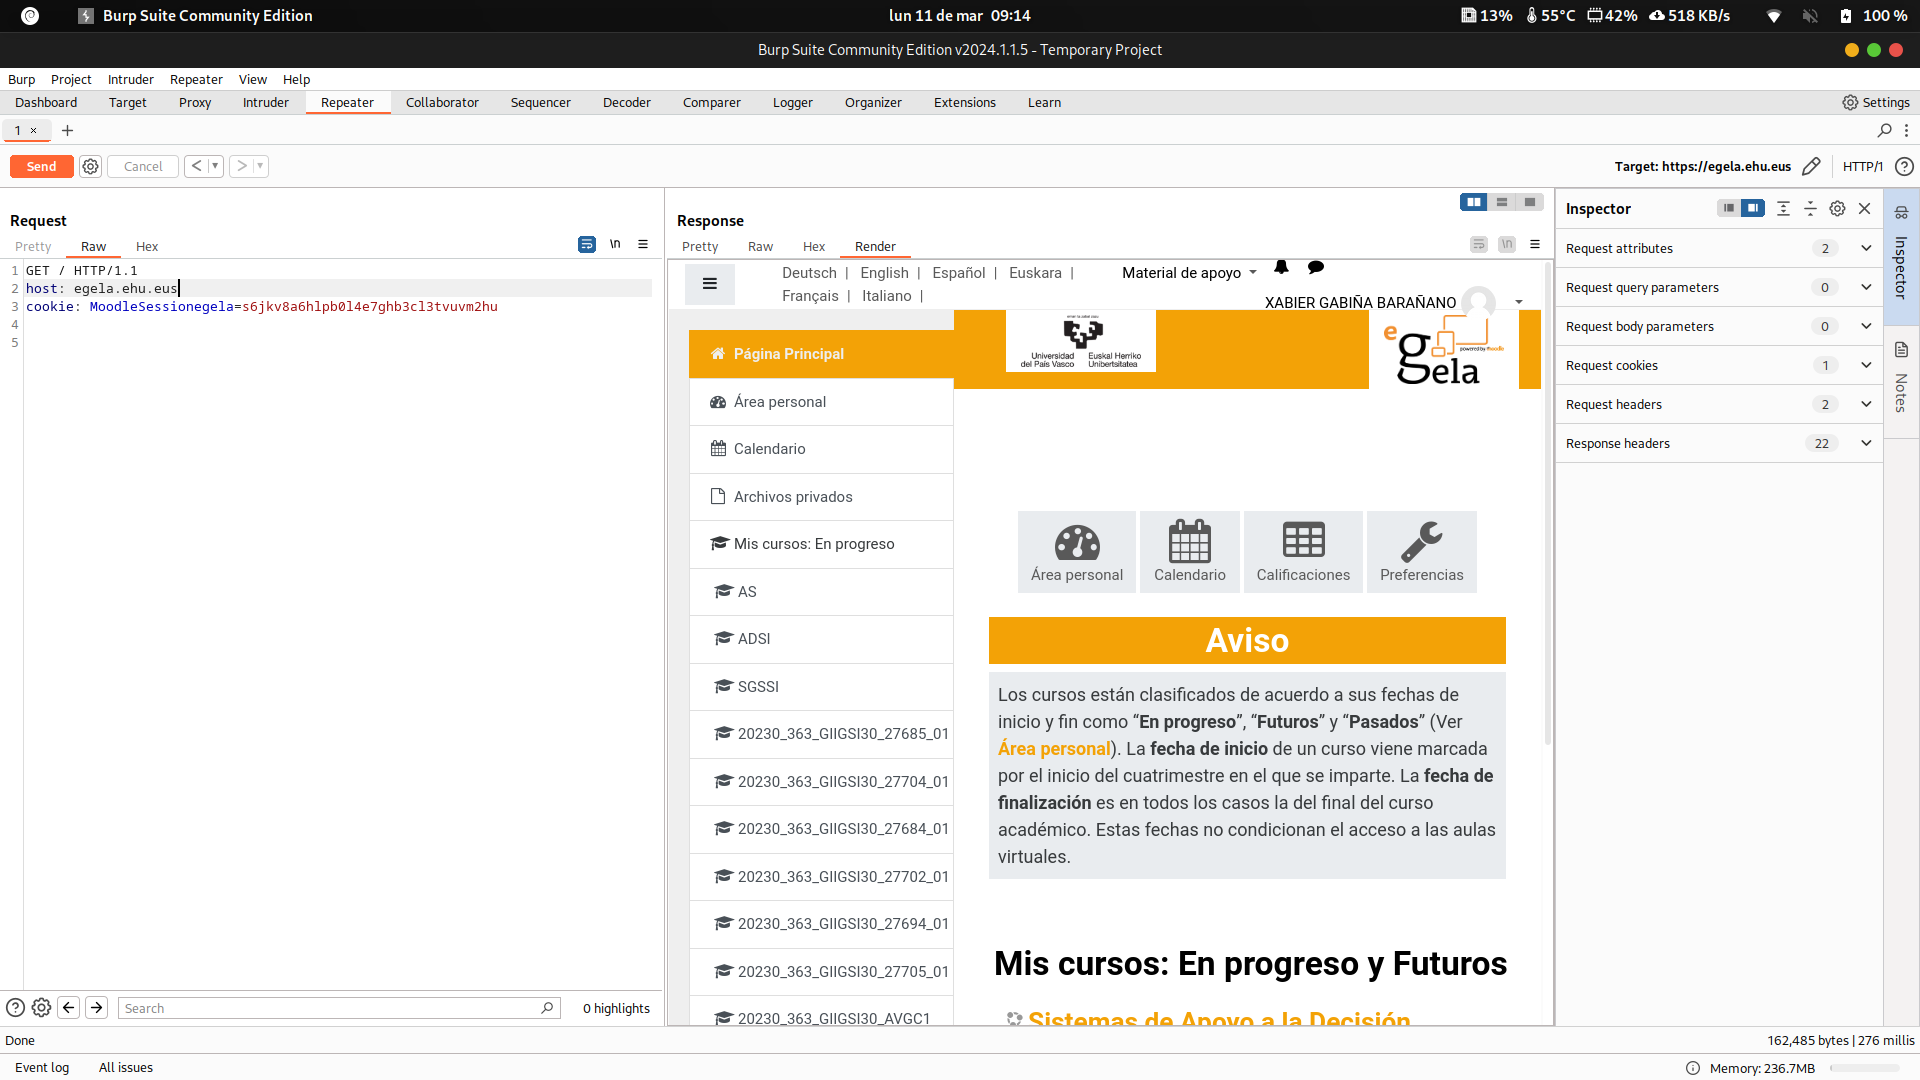 Burp Suite Community Edition
lun 11 de mar 09:14
13% 55°C 42% 518 KB/s 100 %
Burp Suite Community Edition v2024.1.1.5 - Temporary Project
Burp Project Intruder Repeater View Help
Dashboard Target Proxy Intruder Repeater Collaborator Sequencer Decoder Comparer Logger Organizer Extensions Learn
Settings
1 × +
Send Cancel < >
Target: https://egela.ehu.eus HTTP/1
Request
Pretty Raw Hex
\n
1 GET / HTTP/1.1
2 host: egela.ehu.eus
3 cookie: MoodleSessionegela=s6jkv8a6hlpb0l4e7ghb3cl3tvuvm2hu
4
5
Search
0 highlights
Response
Pretty Raw Hex Render
\n
Deutsch | English | Español | Euskara |
Français | Italiano |
Material de apoyo
XABIER GABIÑA BARAÑANO
Universidad del País Vasco
Euskal Herriko Unibertsitatea
eGela
powered by moodle
Página Principal
Área personal
Calendario
Archivos privados
Mis cursos: En progreso
AS
ADSI
SGSSI
20230_363_GIIGSI30_27685_01
20230_363_GIIGSI30_27704_01
20230_363_GIIGSI30_27684_01
20230_363_GIIGSI30_27702_01
20230_363_GIIGSI30_27694_01
20230_363_GIIGSI30_27705_01
20230_363_GIIGSI30_AVGC1
Área personal
Calendario
Calificaciones
Preferencias
Aviso
Los cursos están clasificados de acuerdo a sus fechas de
inicio y fin como “En progreso”, “Futuros” y “Pasados” (Ver
Área personal). La fecha de inicio de un curso viene marcada
por el inicio del cuatrimestre en el que se imparte. La fecha de
finalización es en todos los casos la del final del curso
académico. Estas fechas no condicionan el acceso a las aulas
virtuales.
Mis cursos: En progreso y Futuros
Sistemas de Apoyo a la Decisión
Inspector
Request attributes 2
Request query parameters 0
Request body parameters 0
Request cookies 1
Request headers 2
Response headers 22
Inspector
Notes
Done
162,485 bytes | 276 millis
Event log All issues
Memory: 236.7MB